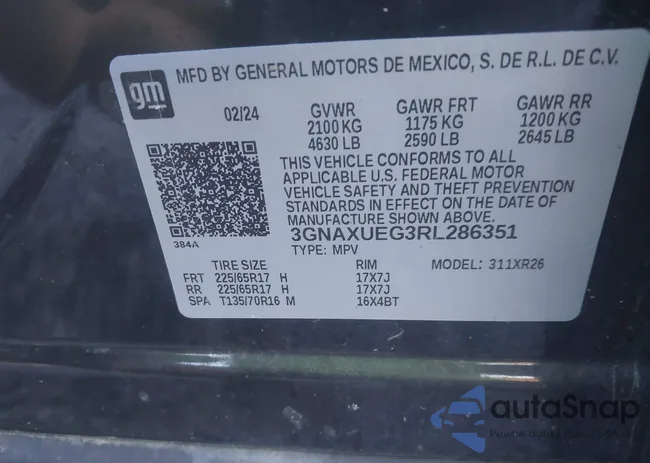 gm
MFD BY GENERAL MOTORS DE MEXICO, S. DE R.L. DE C.V.
02/24 GVWR GAWR FRT GAWR RR
2100 KG 1175 KG 1200 KG
4630 LB 2590 LB 2645 LB
THIS VEHICLE CONFORMS TO ALL
APPLICABLE U.S. FEDERAL MOTOR
VEHICLE SAFETY AND THEFT PREVENTION
STANDARDS IN EFFECT ON THE DATE OF
MANUFACTURE SHOWN ABOVE.
384A
3GNAXUEG3RL286351
TYPE: MPV
TIRE SIZE RIM MODEL: 311XR26
FRT 225/65R17 H 17X7J
RR 225/65R17 H 17X7J
SPA T135/70R16 M 16X4BT
autaSnap